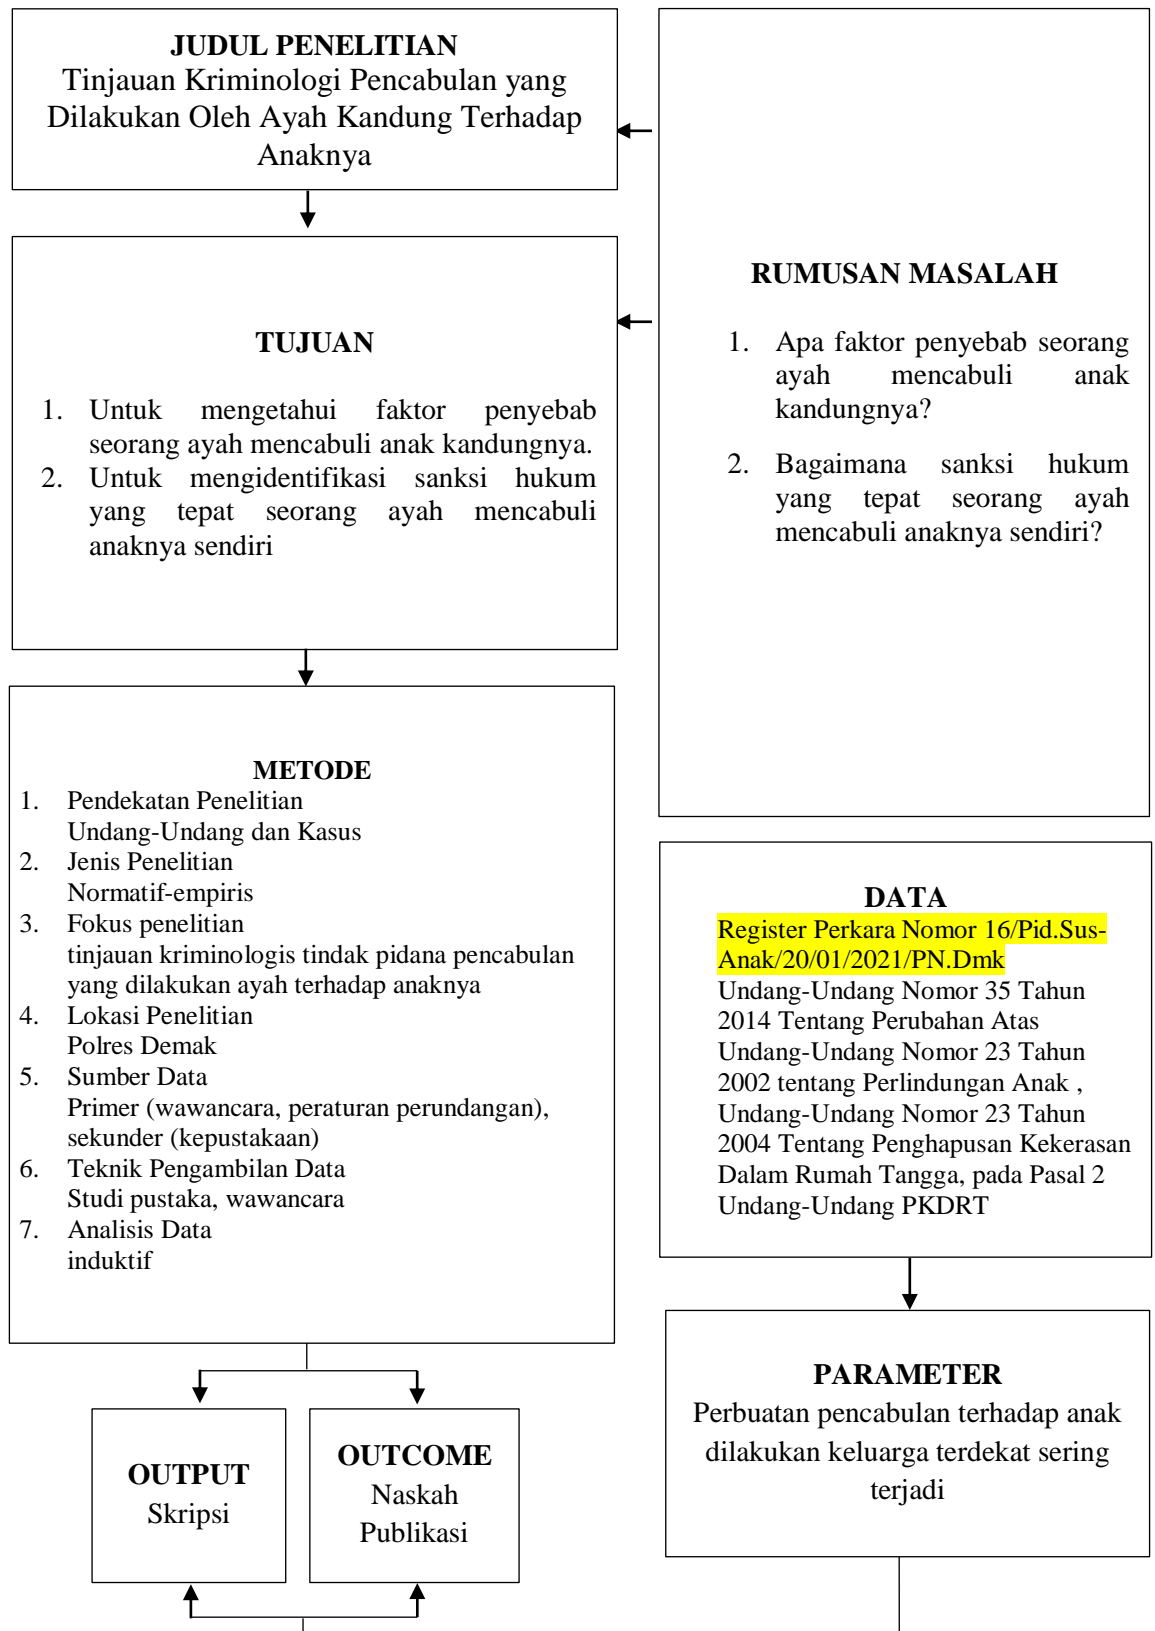 JUDUL PENELITIAN
Tinjauan Kriminologi Pencabulan yang
Dilakukan Oleh Ayah Kandung Terhadap
Anaknya
TUJUAN
1. Untuk mengetahui faktor penyebab
seorang ayah mencabuli anak kandungnya.
2. Untuk mengidentifikasi sanksi hukum
yang tepat seorang ayah mencabuli
anaknya sendiri
RUMUSAN MASALAH
1. Apa faktor penyebab seorang
ayah mencabuli anak
kandungnya?
2. Bagaimana sanksi hukum
yang tepat seorang ayah
mencabuli anaknya sendiri?
METODE
1. Pendekatan Penelitian
Undang-Undang dan Kasus
2. Jenis Penelitian
Normatif-empiris
3. Fokus penelitian
tinjauan kriminologis tindak pidana pencabulan
yang dilakukan ayah terhadap anaknya
4. Lokasi Penelitian
Polres Demak
5. Sumber Data
Primer (wawancara, peraturan perundangan),
sekunder (kepustakaan)
6. Teknik Pengambilan Data
Studi pustaka, wawancara
7. Analisis Data
induktif
DATA
Register Perkara Nomor 16/Pid.Sus-
Anak/20/01/2021/PN.Dmk
Undang-Undang Nomor 35 Tahun
2014 Tentang Perubahan Atas
Undang-Undang Nomor 23 Tahun
2002 tentang Perlindungan Anak ,
Undang-Undang Nomor 23 Tahun
2004 Tentang Penghapusan Kekerasan
Dalam Rumah Tangga, pada Pasal 2
Undang-Undang PKDRT
PARAMETER
Perbuatan pencabulan terhadap anak
dilakukan keluarga terdekat sering
terjadi
OUTPUT
Skripsi
OUTCOME
Naskah
Publikasi